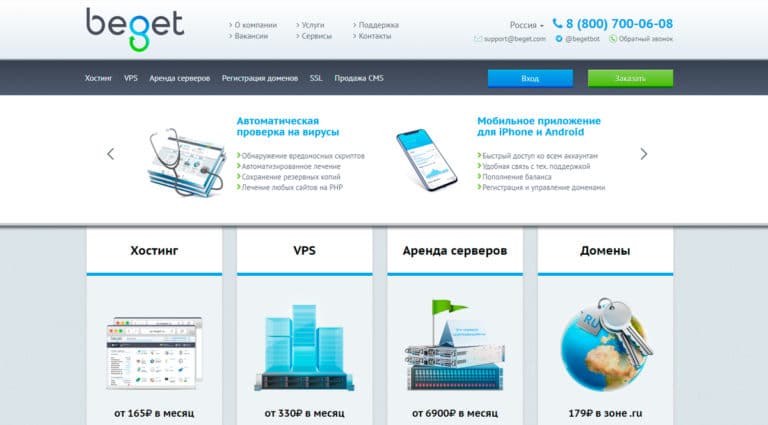 beget
О компании
Вакансии
Услуги
Сервисы
Поддержка
Контакты
Россия
8 (800) 700-06-08
support@beget.com
@begetbot
Обратный звонок
Хостинг VPS Аренда серверов Регистрация доменов SSL Продажа CMS
Вход
Заказать
Автоматическая
проверка на вирусы
Обнаружение вредоносных скриптов
Автоматизированное лечение
Сохранение резервных копий
Лечение любых сайтов на PHP
Мобильное приложение
для iPhone и Android
Быстрый доступ ко всем аккаунтам
Удобная связь с тех. поддержкой
Пополнение баланса
Регистрация и управление доменами
Хостинг
VPS
Аренда серверов
Домены
RU
от 165₽ в месяц
от 330₽ в месяц
от 6900₽ в месяц
179₽ в зоне .ru